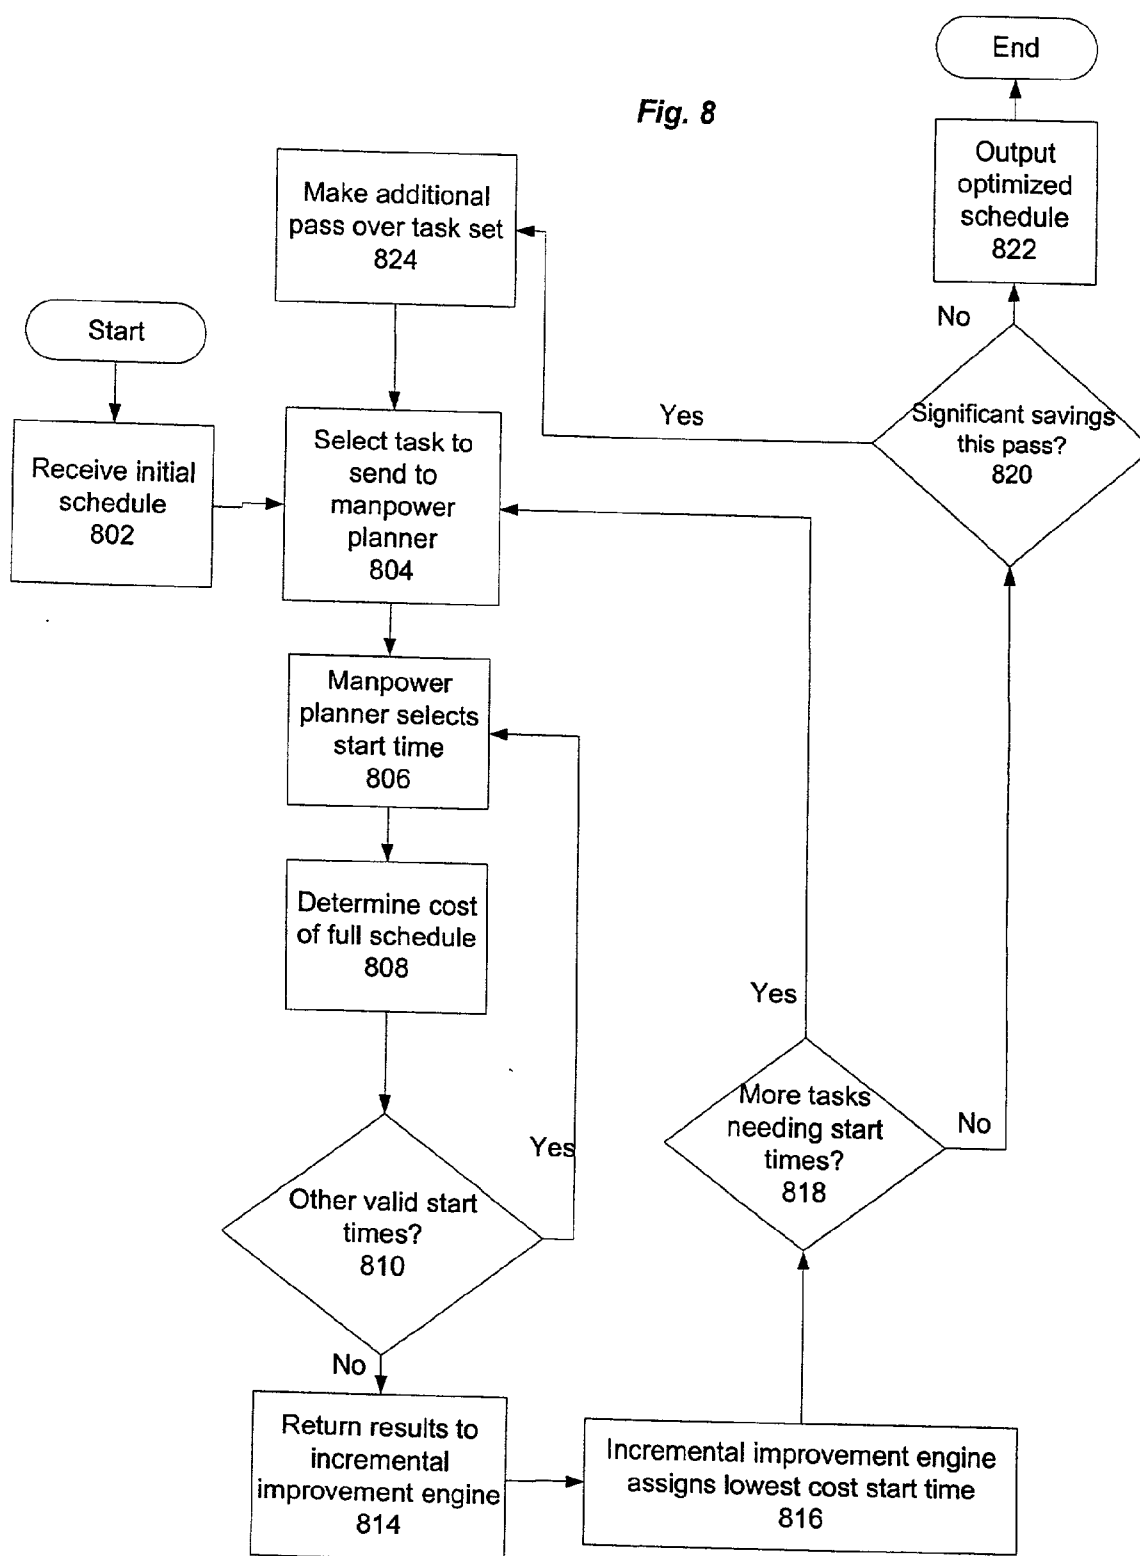 End
Fig. 8
Output
optimized
schedule
822
Make additional
pass over task set
824
Start
No
Yes
Significant savings
this pass?
820
Receive initial
schedule
802
Select task to
send to
manpower
planner
804
Manpower
planner selects
start time
806
Determine cost
of full schedule
808
Yes
More tasks
needing start
times?
818
No
Yes
Other valid start
times?
810
No
Return results to
incremental
improvement engine
814
Incremental improvement engine
assigns lowest cost start time
816